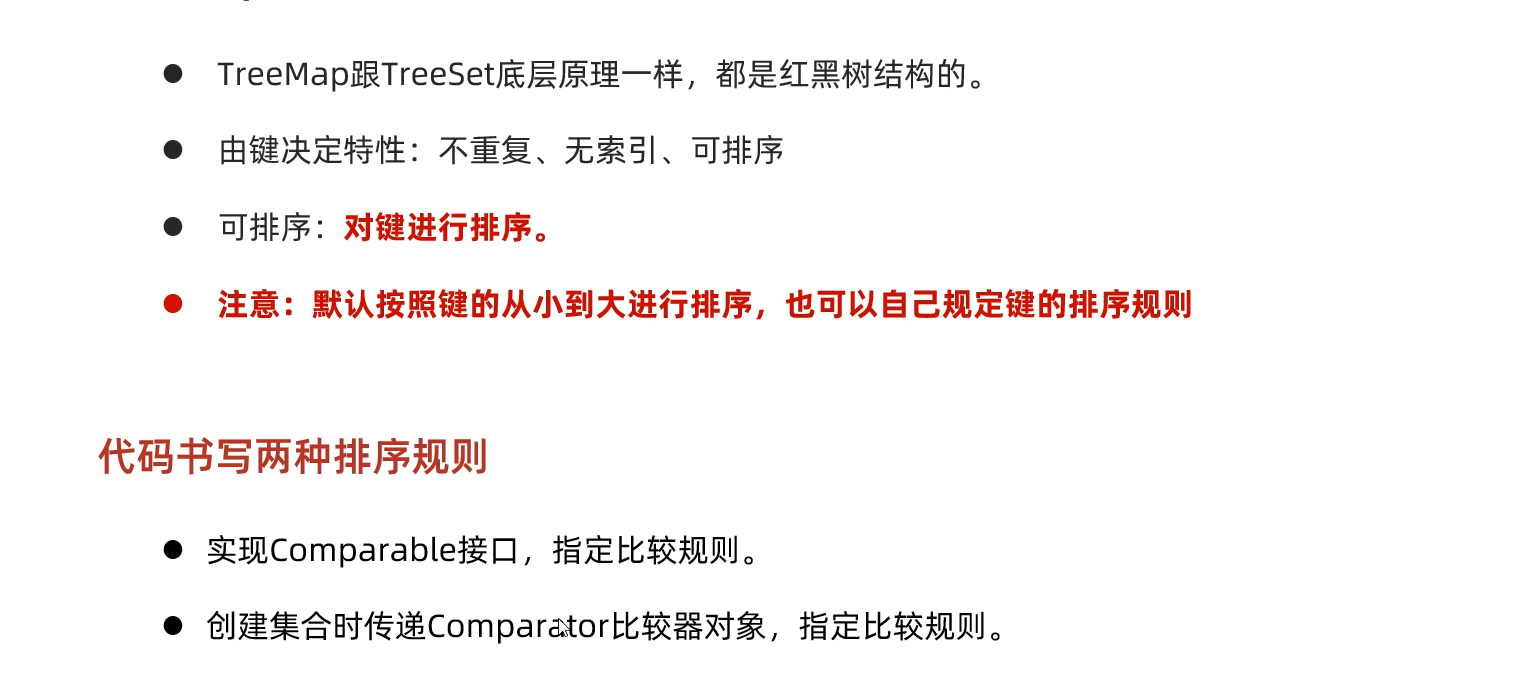 TreeMap跟TreeSet底层原理一样，都是红黑树结构的。
由键决定特性：不重复、无索引、可排序
可排序：对键进行排序。
注意：默认按照键的从小到大进行排序，也可以自己规定键的排序规则
代码书写两种排序规则
实现Comparable接口，指定比较规则。
创建集合时传递Comparator比较器对象，指定比较规则。